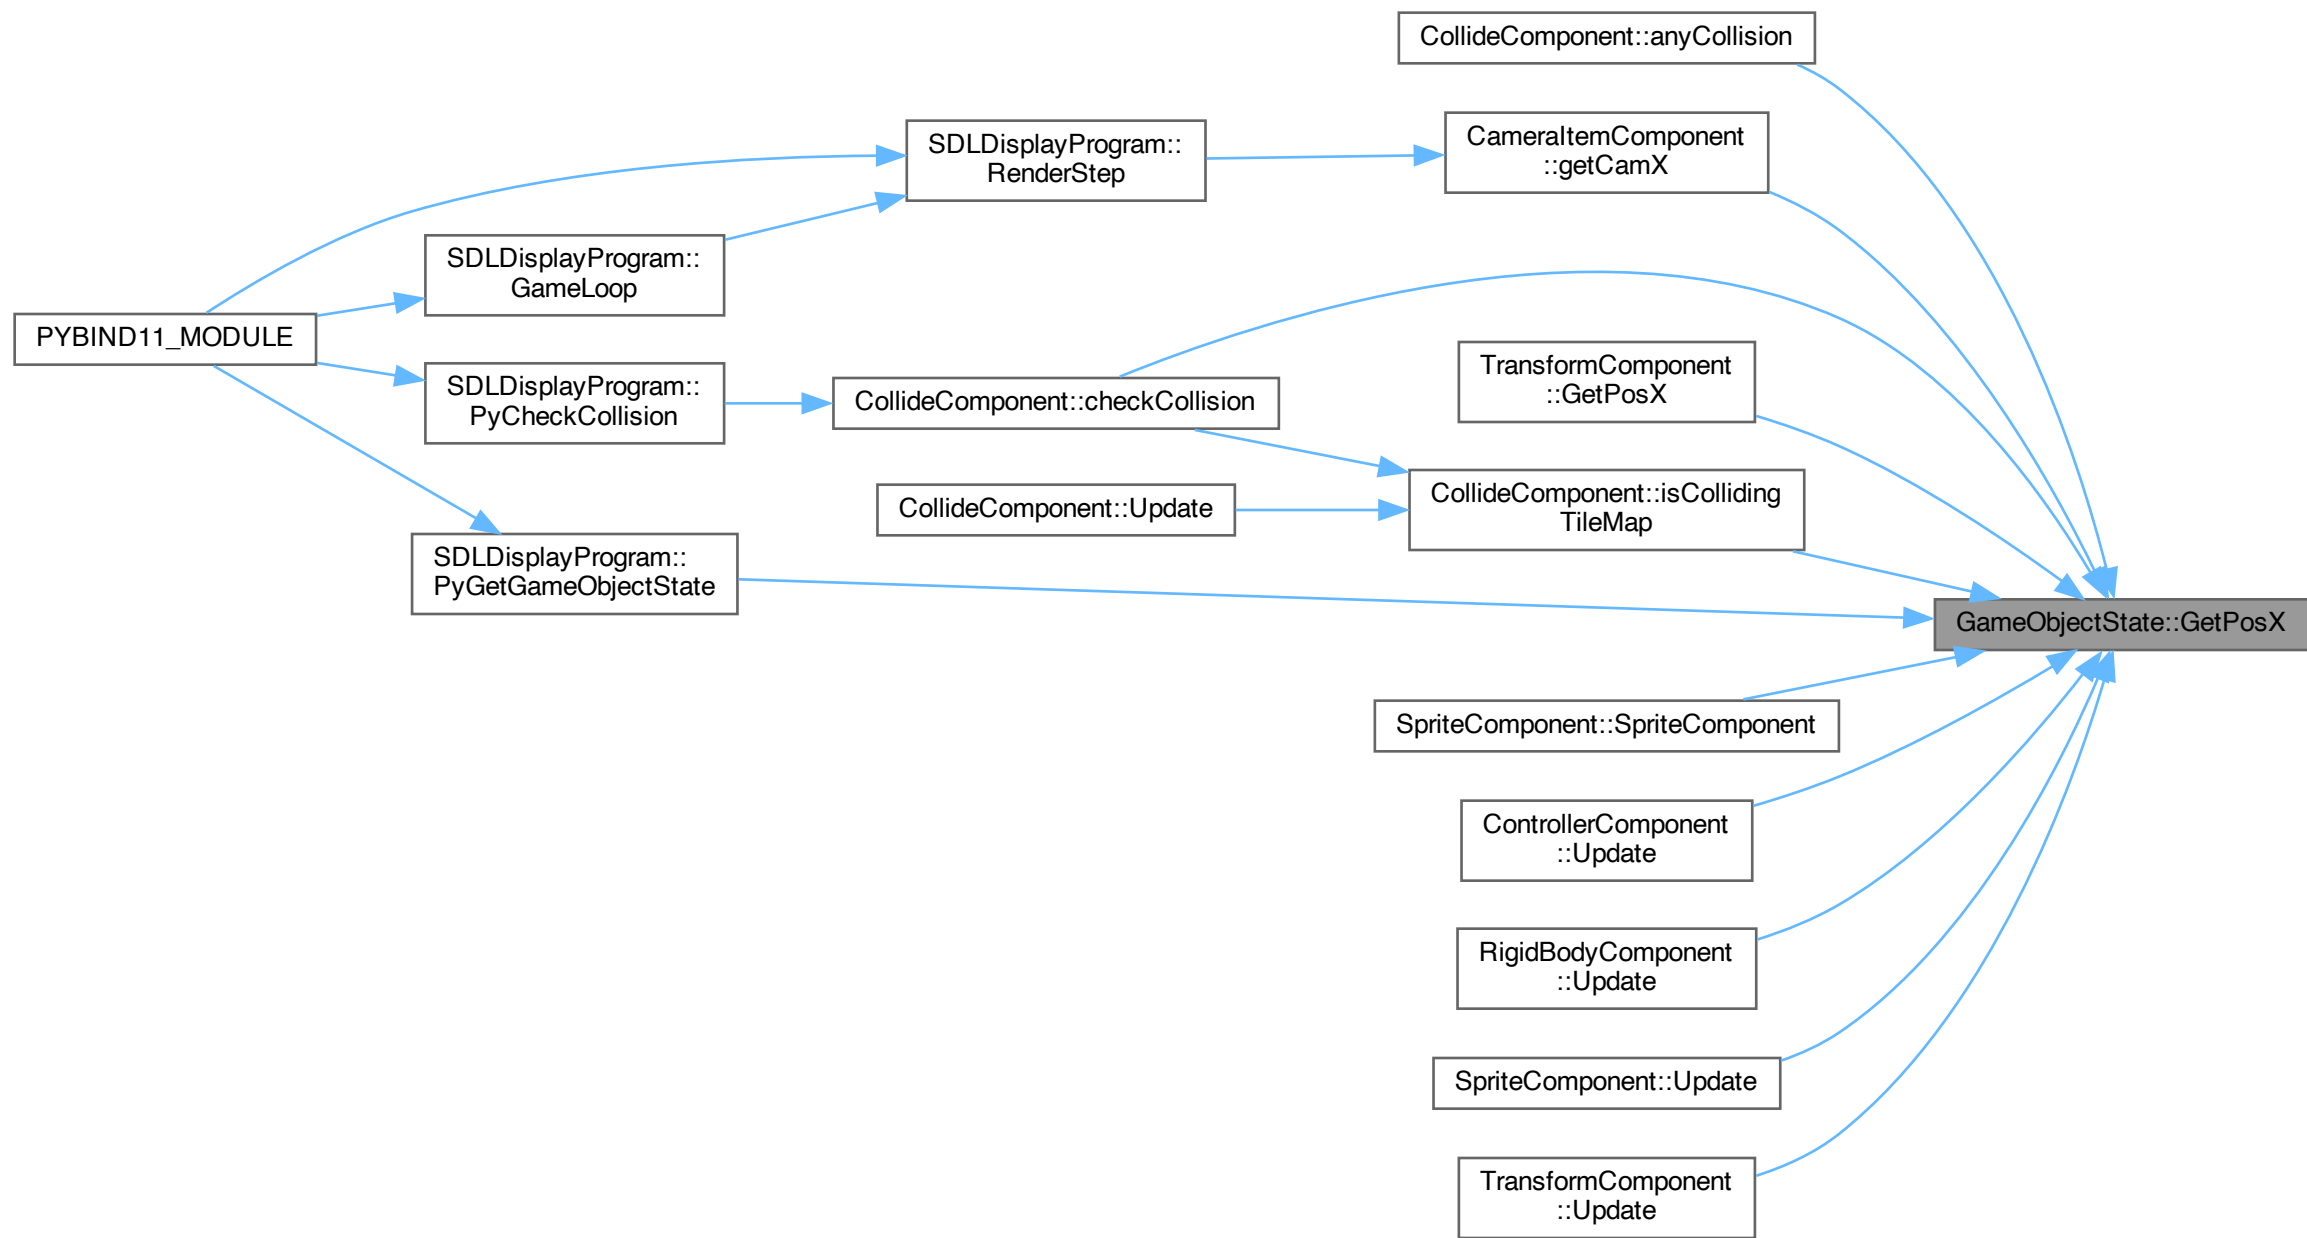 CollideComponent::anyCollision
SDLDisplayProgram::
RenderStep
CameraItemComponent
::getCamX
SDLDisplayProgram::
GameLoop
PYBIND11_MODULE
SDLDisplayProgram::
PyCheckCollision
CollideComponent::checkCollision
TransformComponent
::GetPosX
CollideComponent::Update
CollideComponent::isColliding
TileMap
SDLDisplayProgram::
PyGetGameObjectState
GameObjectState::GetPosX
SpriteComponent::SpriteComponent
ControllerComponent
::Update
RigidBodyComponent
::Update
SpriteComponent::Update
TransformComponent
::Update